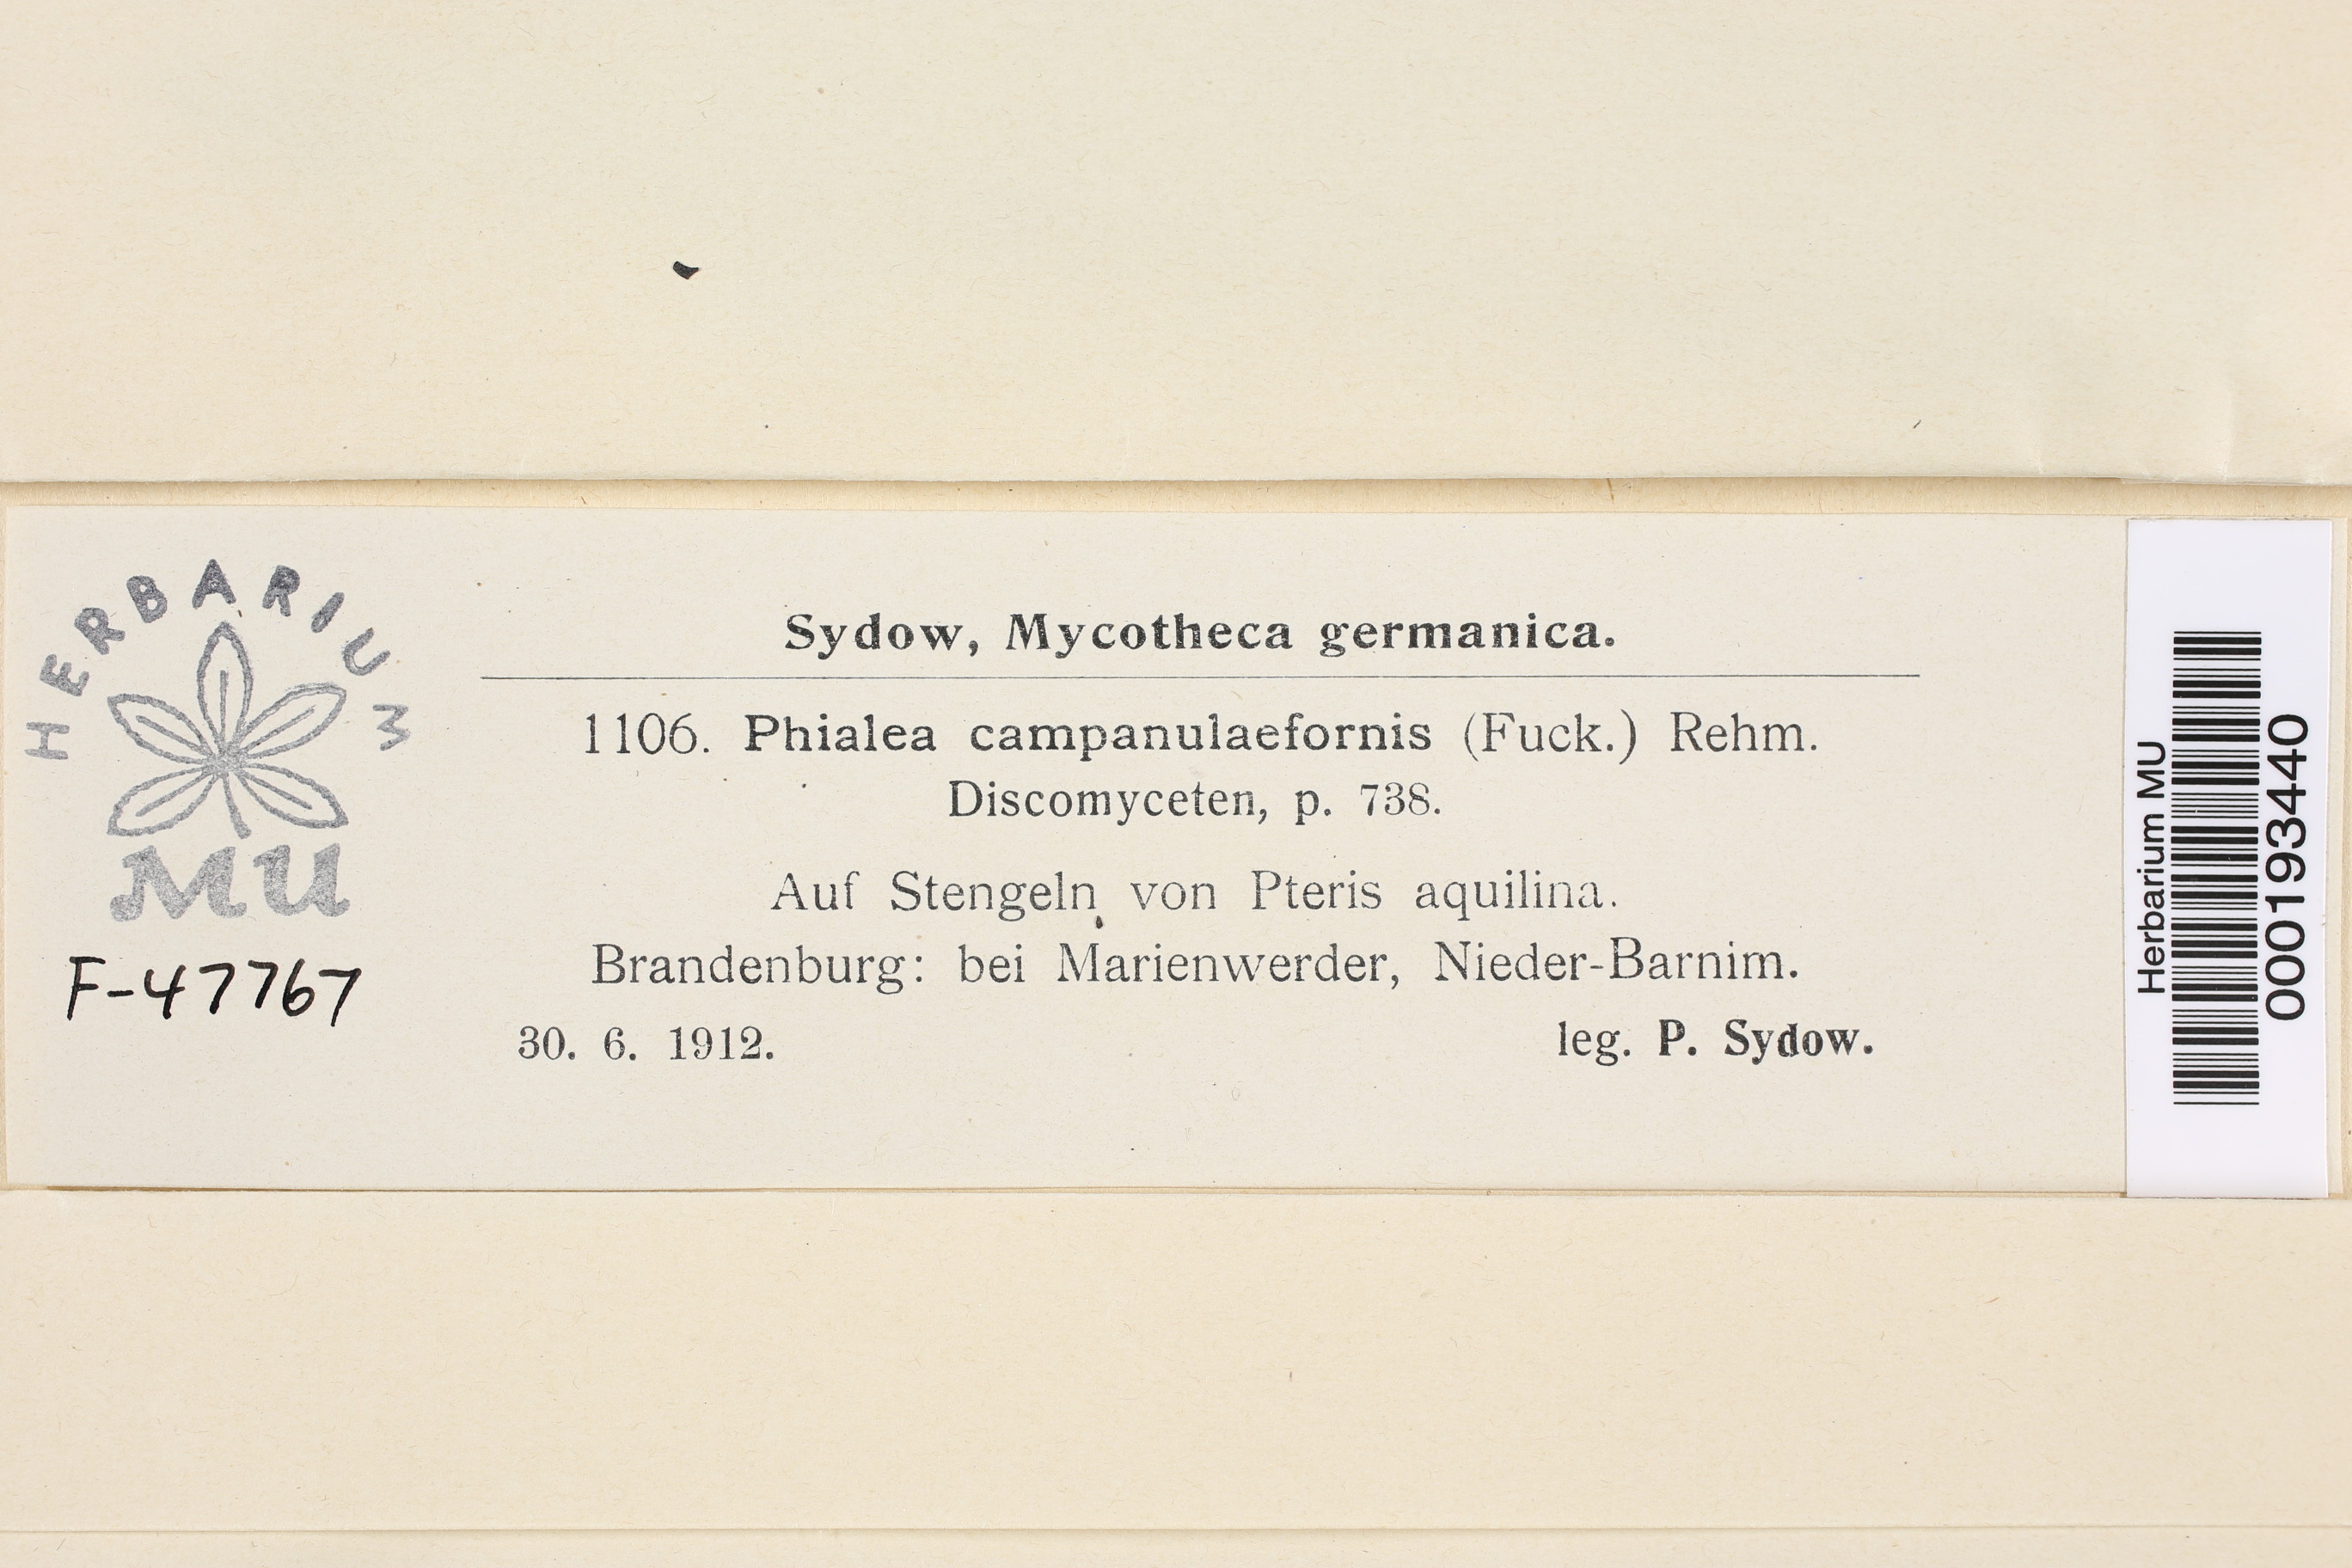 HERBARIUM
MU
F-47767
Sydow, Mycotheca germanica.
1106. Phialea campanulaefornis (Fuck.) Rehm.
Discomyceten, p. 738.
Auf Stengeln von Pteris aquilina.
Brandenburg: bei Marienwerder, Nieder-Barnim.
30. 6. 1912. leg. P. Sydow.
Herbarium MU
000193440